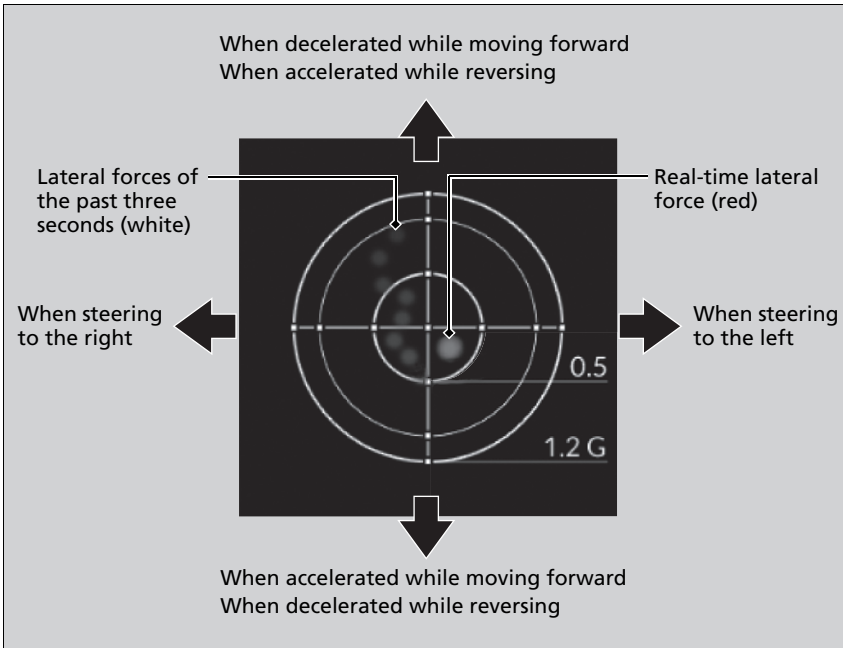 When decelerated while moving forward
When accelerated while reversing
Lateral forces of
the past three
seconds (white)
Real-time lateral
force (red)
When steering
to the right
When steering
to the left
0.5
1.2 G
When accelerated while moving forward
When decelerated while reversing